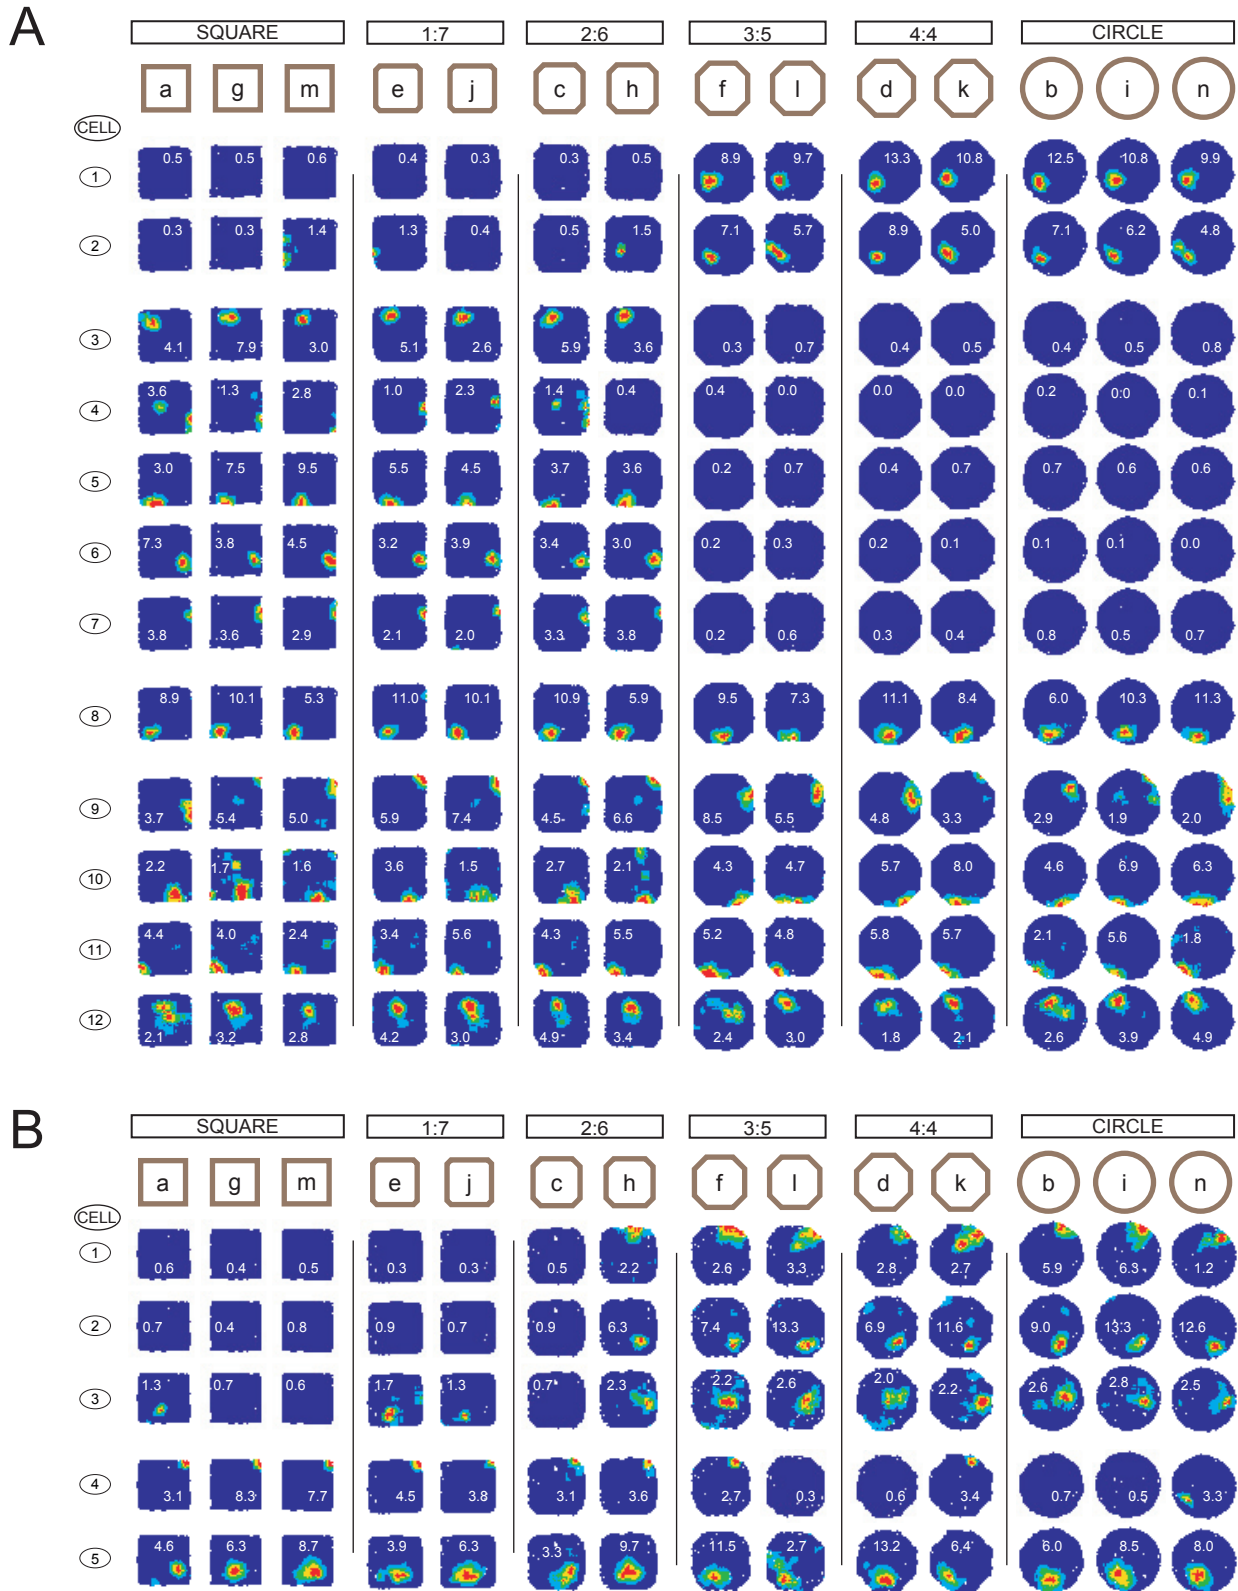 A
SQUARE 1:7 2:6 3:5 4:4 CIRCLE
a g m e j c h f l d k b i n
CELL
1 0.5 0.5 0.6 0.4 0.3 0.3 0.5 8.9 9.7 13.3 10.8 12.5 10.8 9.9
2 0.3 0.3 1.4 1.3 0.4 0.5 1.5 7.1 5.7 8.9 5.0 7.1 6.2 4.8
3 4.1 7.9 3.0 5.1 2.6 5.9 3.6 0.3 0.7 0.4 0.5 0.4 0.5 0.8
4 3.6 1.3 2.8 1.0 2.3 1.4 0.4 0.4 0.0 0.0 0.0 0.2 0:0 0.1
5 3.0 7.5 9.5 5.5 4.5 3.7 3.6 0.2 0.7 0.4 0.7 0.7 0.6 0.6
6 7.3 3.8 4.5 3.2 3.9 3.4 3.0 0.2 0.3 0.2 0.1 0.1 0.1 0.0
7 3.8 3.6 2.9 2.1 2.0 3.3 3.8 0.2 0.6 0.3 0.4 0.8 0.5 0.7
8 8.9 10.1 5.3 11.0 10.1 10.9 5.9 9.5 7.3 11.1 8.4 6.0 10.3 11.3
9 3.7 5.4 5.0 5.9 7.4 4.5 6.6 8.5 5.5 4.8 3.3 2.9 1.9 2.0
10 2.2 1.7 1.6 3.6 1.5 2.7 2.1 4.3 4.7 5.7 8.0 4.6 6.9 6.3
11 4.4 4.0 2.4 3.4 5.6 4.3 5.5 5.2 4.8 5.8 5.7 2.1 5.6 1.8
12 2.1 3.2 2.8 4.2 3.0 4.9 3.4 2.4 3.0 1.8 2.1 2.6 3.9 4.9
B
SQUARE 1:7 2:6 3:5 4:4 CIRCLE
a g m e j c h f l d k b i n
CELL
1 0.6 0.4 0.5 0.3 0.3 0.5 2.2 2.6 3.3 2.8 2.7 5.9 6.3 1.2
2 0.7 0.4 0.8 0.9 0.7 0.9 6.3 7.4 13.3 6.9 11.6 9.0 13.3 12.6
3 1.3 0.7 0.6 1.7 1.3 0.7 2.3 2.2 2.6 2.0 2.2 2.6 2.8 2.5
4 3.1 8.3 7.7 4.5 3.8 3.1 3.6 2.7 0.3 0.6 3.4 0.7 0.5 3.3
5 4.6 6.3 8.7 3.9 6.3 3.3 9.7 11.5 2.7 13.2 6.4 6.0 8.5 8.0